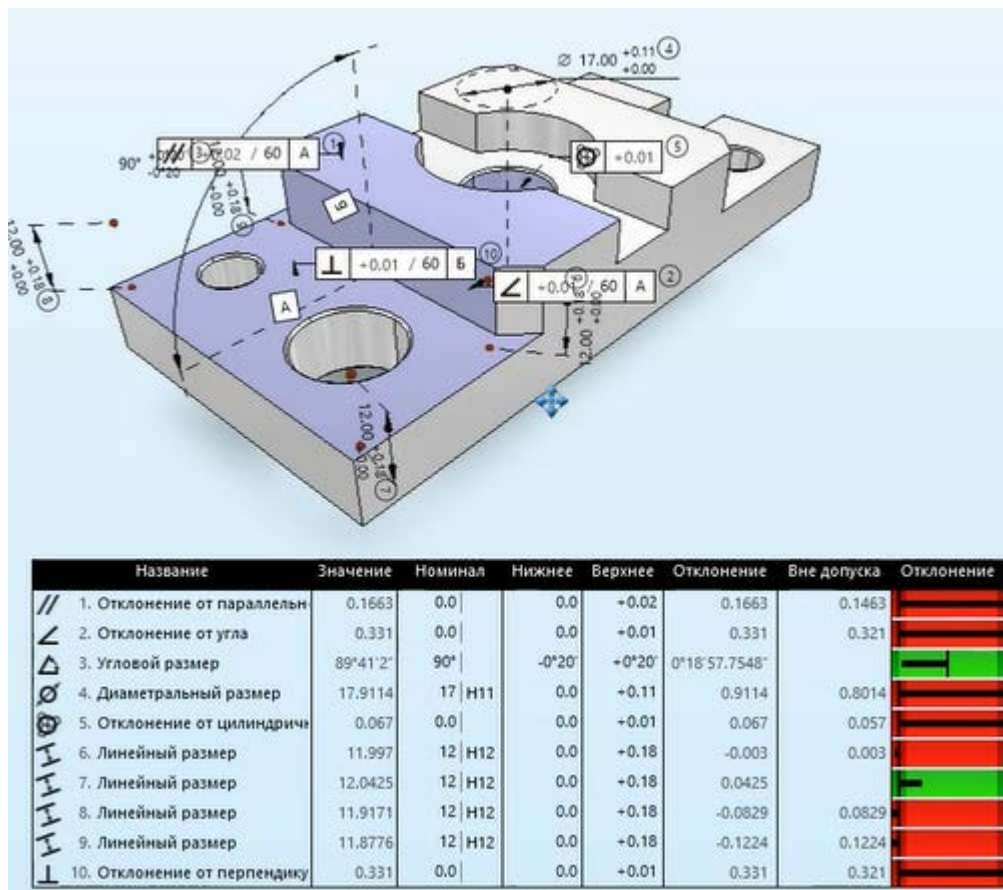 ⌀ 17.00 +0.11 +0.00 4
90° +0°20' -0°20' 3
// +0.02 / 60 A 1
+0.01 5
12.00 +0.18 +0.00 9
Б
⊥ +0.01 / 60 Б 10
∠ +0.01 / 60 A 2
A
12.00 +0.18 +0.00 8
12.00 +0.18 +0.00 6
12.00 +0.18 0.00 7
Название Значение Номинал Нижнее Верхнее Отклонение Вне допуска Отклонение
1. Отклонение от параллельн 0.1663 0.0 0.0 +0.02 0.1663 0.1463
2. Отклонение от угла 0.331 0.0 0.0 +0.01 0.331 0.321
3. Угловой размер 89°41'2" 90° -0°20' +0°20' 0°18'57.7548"
4. Диаметральный размер 17.9114 17 H11 0.0 +0.11 0.9114 0.8014
5. Отклонение от цилиндрич 0.067 0.0 0.0 +0.01 0.067 0.057
6. Линейный размер 11.997 12 H12 0.0 +0.18 -0.003 0.003
7. Линейный размер 12.0425 12 H12 0.0 +0.18 0.0425
8. Линейный размер 11.9171 12 H12 0.0 +0.18 -0.0829 0.0829
9. Линейный размер 11.8776 12 H12 0.0 +0.18 -0.1224 0.1224
10. Отклонение от перпендику 0.331 0.0 0.0 +0.01 0.331 0.321